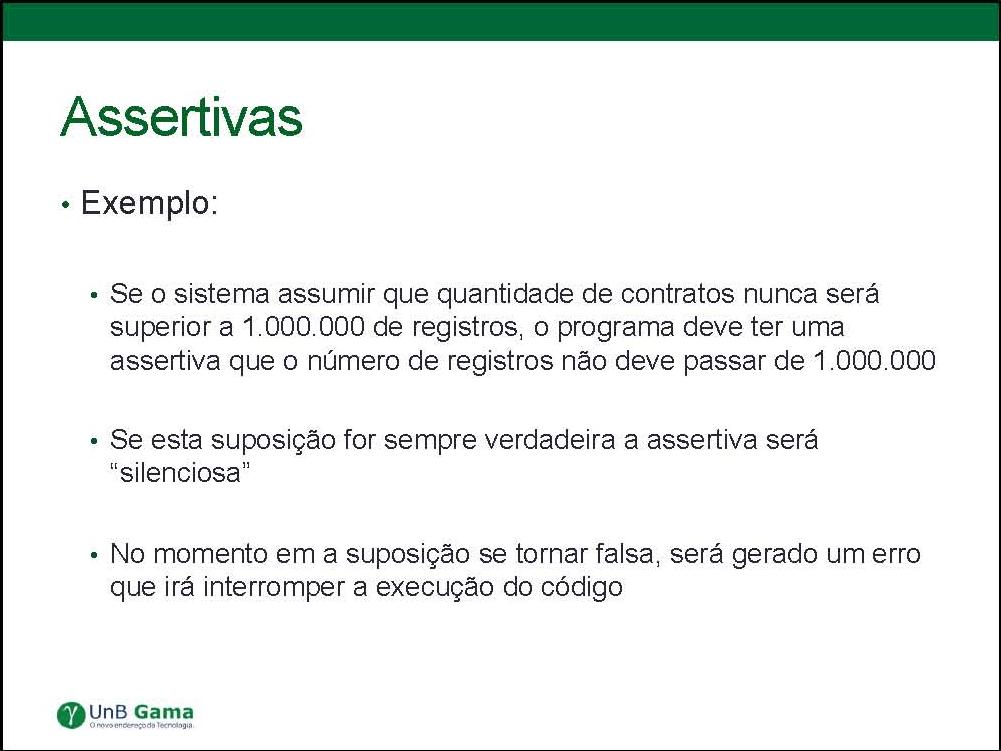 Assertivas
• Exemplo:
• Se o sistema assumir que quantidade de contratos nunca será
superior a 1.000.000 de registros, o programa deve ter uma
assertiva que o número de registros não deve passar de 1.000.000
• Se esta suposição for sempre verdadeira a assertiva será
“silenciosa”
• No momento em a suposição se tornar falsa, será gerado um erro
que irá interromper a execução do código
γ UnB Gama
O novo endereço da Tecnologia.